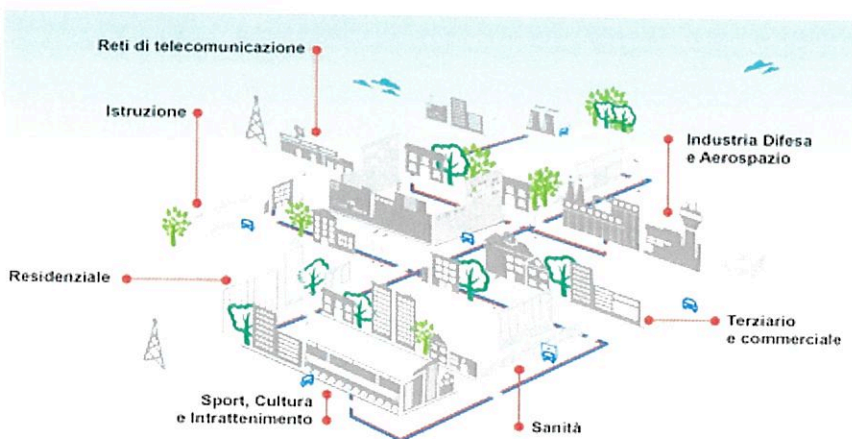 Reti di telecomunicazione
Istruzione
Industria Difesa
e Aerospazio
Residenziale
Terziario
e commerciale
Sport, Cultura
e Intrattenimento
Sanità